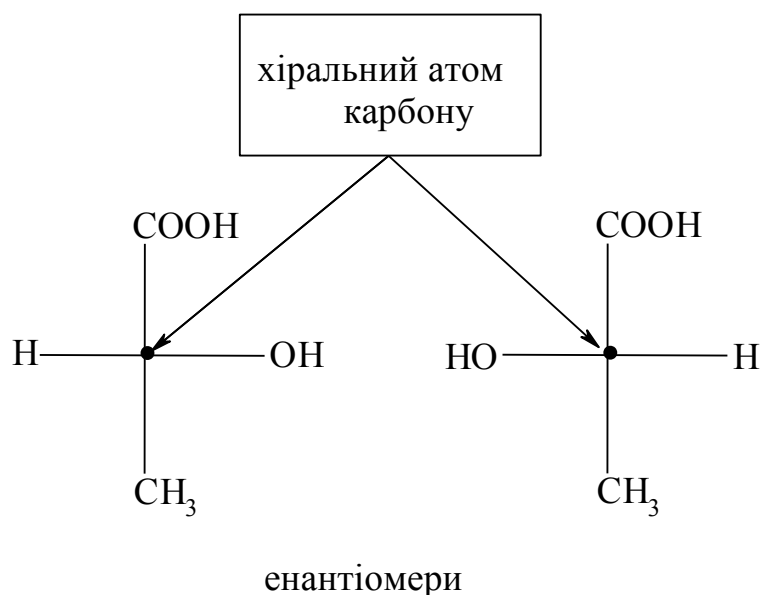 хіральний атом
карбону
COOH COOH
H OH HO H
CH3 CH3
енантіомери